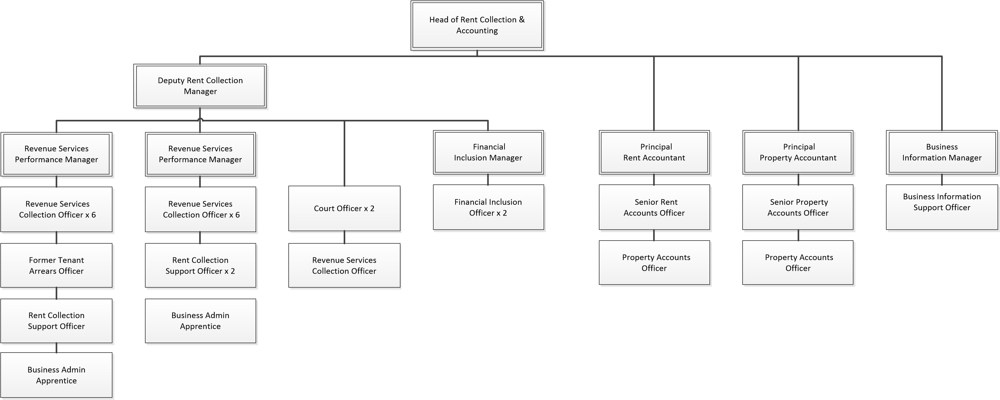 Head of Rent Collection &
Accounting
Deputy Rent Collection
Manager
Revenue Services
Performance Manager
Revenue Services
Performance Manager
Financial
Inclusion Manager
Principal
Rent Accountant
Principal
Property Accountant
Business
Information Manager
Revenue Services
Collection Officer x 6
Revenue Services
Collection Officer x 6
Court Officer x 2
Financial Inclusion
Officer x 2
Senior Rent
Accounts Officer
Senior Property
Accounts Officer
Business Information
Support Officer
Former Tenant
Arrears Officer
Rent Collection
Support Officer x 2
Revenue Services
Collection Officer
Property Accounts
Officer
Property Accounts
Officer
Rent Collection
Support Officer
Business Admin
Apprentice
Business Admin
Apprentice